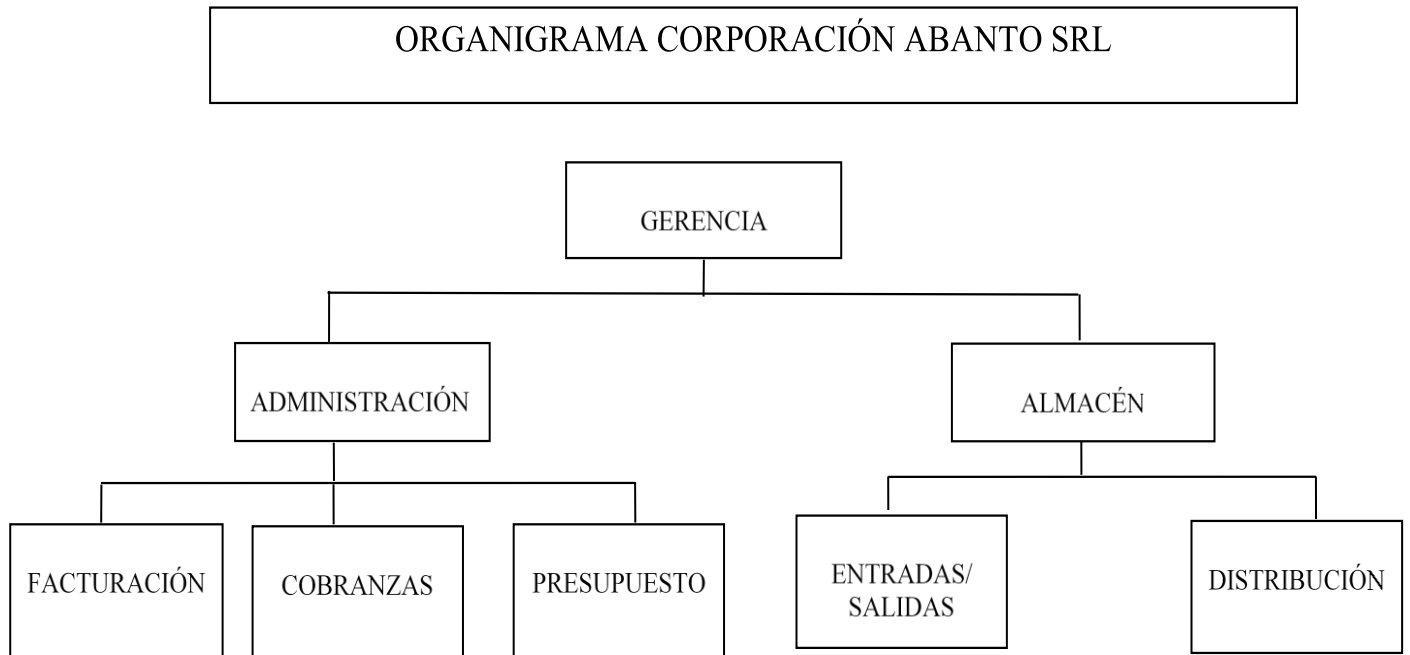 ORGANIGRAMA CORPORACIÓN ABANTO SRL
GERENCIA
ADMINISTRACIÓN
ALMACÉN
FACTURACIÓN
COBRANZAS
PRESUPUESTO
ENTRADAS/
SALIDAS
DISTRIBUCIÓN